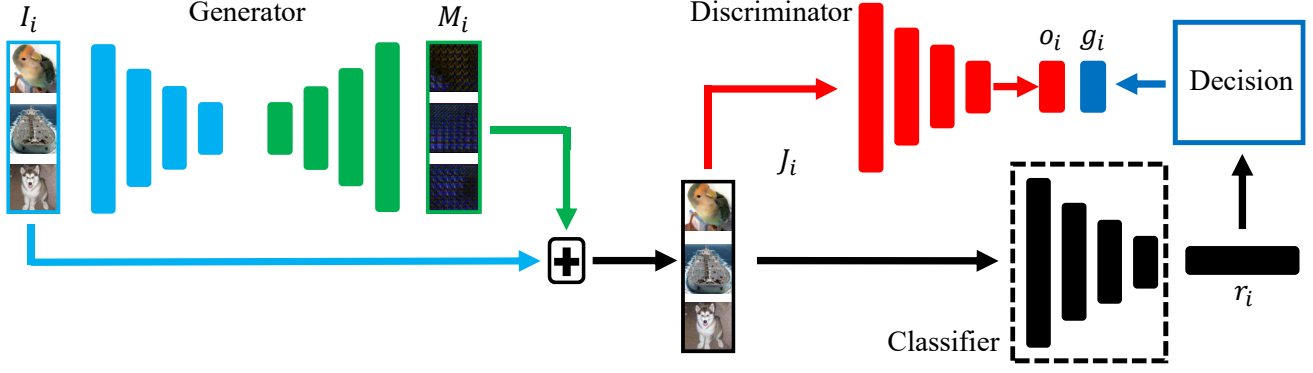 I_i
Generator
M_i
Discriminator
o_i g_i
Decision
J_i
+
Classifier
r_i